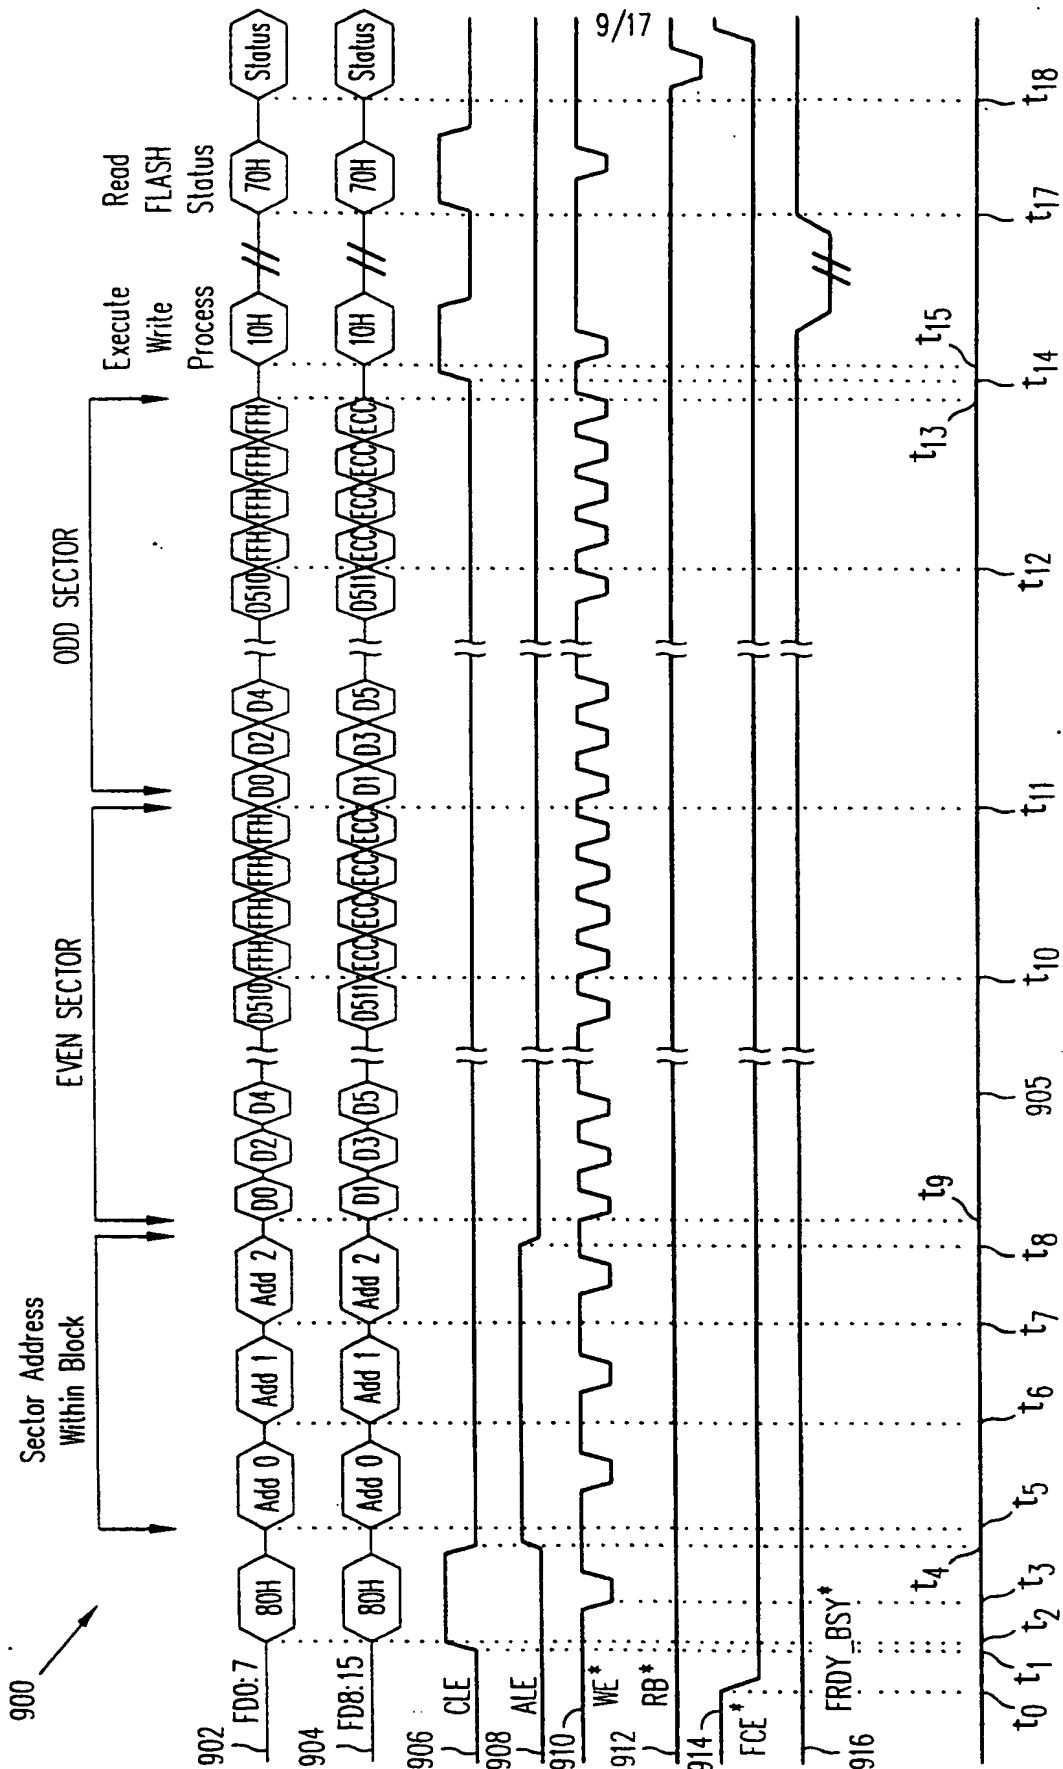 900
Sector Address
Within Block
EVEN SECTOR
ODD SECTOR
Execute
Write
Process
Read
FLASH
Status
902
FD0:7
80H
Add 0
Add 1
Add 2
D0
D2
D4
D510
FFH
FFH
FFH
FFH
D0
D2
D4
D510
FFH
FFH
FFH
FFH
10H
70H
Status
904
FD8:15
80H
Add 0
Add 1
Add 2
D1
D3
D5
D511
ECC
ECC
ECC
ECC
D1
D3
D5
D511
ECC
ECC
ECC
ECC
10H
70H
Status
906
CLE
908
ALE
910
WE*
9/17
912
RB*
914
FCE*
916
FRDY_BSY*
905
t0
t1
t2
t3
t4
t5
t6
t7
t8
t9
t10
t11
t12
t13
t14
t15
t17
t18